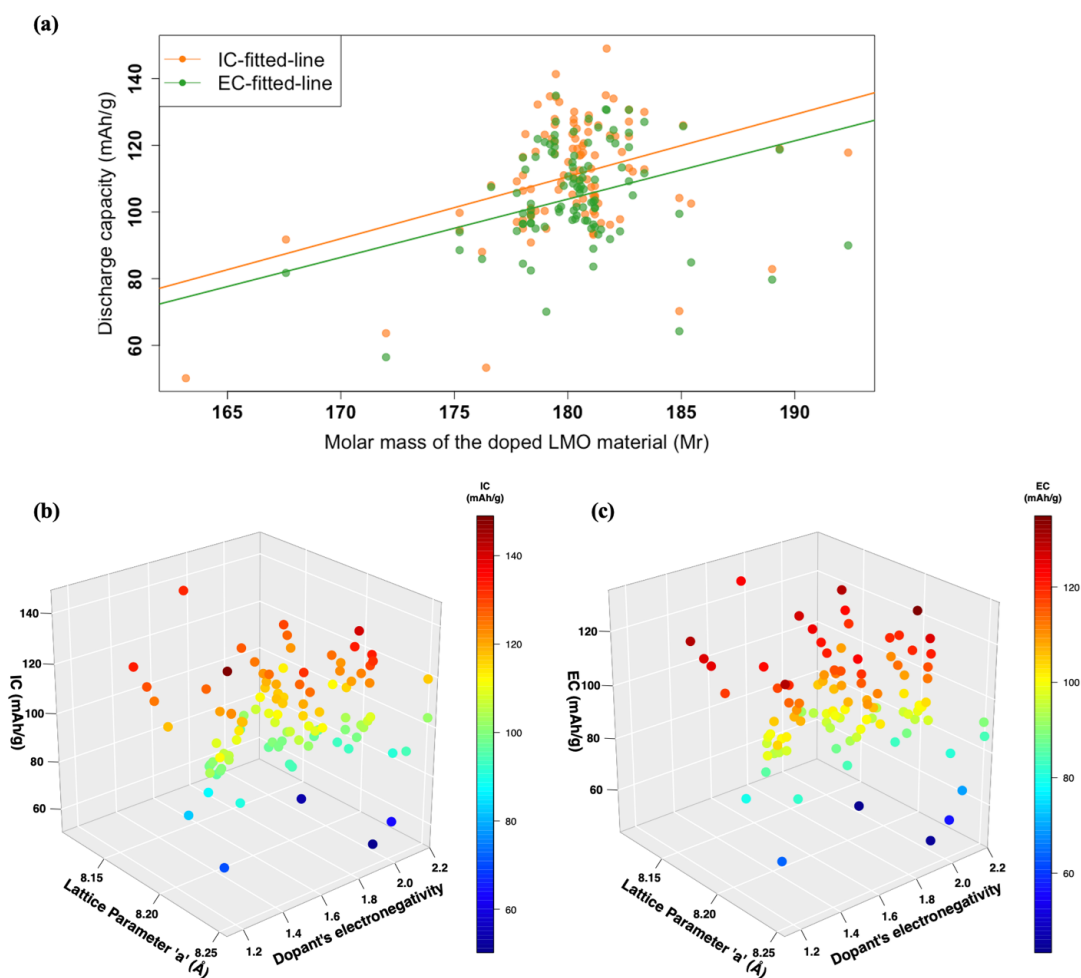 (a)
IC-fitted-line
EC-fitted-line
Discharge capacity (mAh/g)
140
120
100
80
60
165
170
175
180
185
190
Molar mass of the doped LMO material (Mr)
(b)
IC
(mAh/g)
140
120
100
80
60
IC (mAh/g)
140
120
100
80
60
8.15
8.20
8.25
Lattice Parameter 'a' (Å)
1.2
1.4
1.6
1.8
2.0
2.2
Dopant's electronegativity
(c)
EC
(mAh/g)
120
100
80
60
EC (mAh/g)
120
100
80
60
8.15
8.20
8.25
Lattice Parameter 'a' (Å)
1.2
1.4
1.6
1.8
2.0
2.2
Dopant's electronegativity